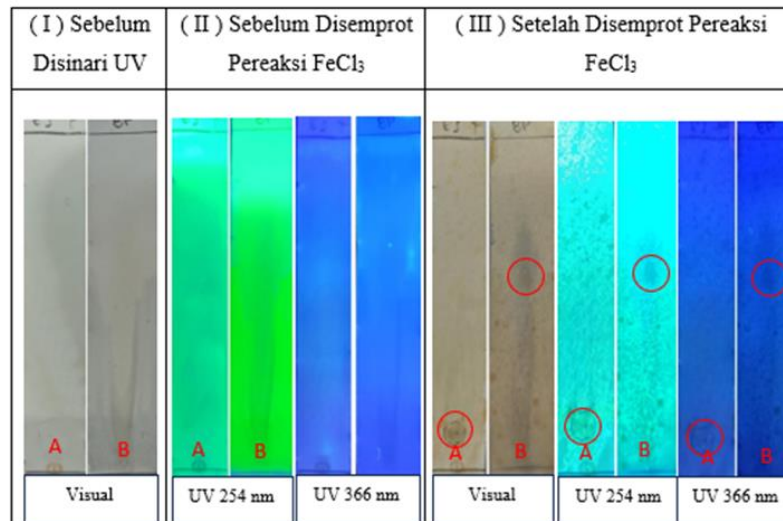 ( I ) Sebelum
Disinari UV
( II ) Sebelum Disemprot
Pereaksi FeCl₃
( III ) Setelah Disemprot Pereaksi
FeCl₃
A
B
A
B
A
B
A
B
A
B
Visual
UV 254 nm
UV 366 nm
Visual
UV 254 nm
UV 366 nm